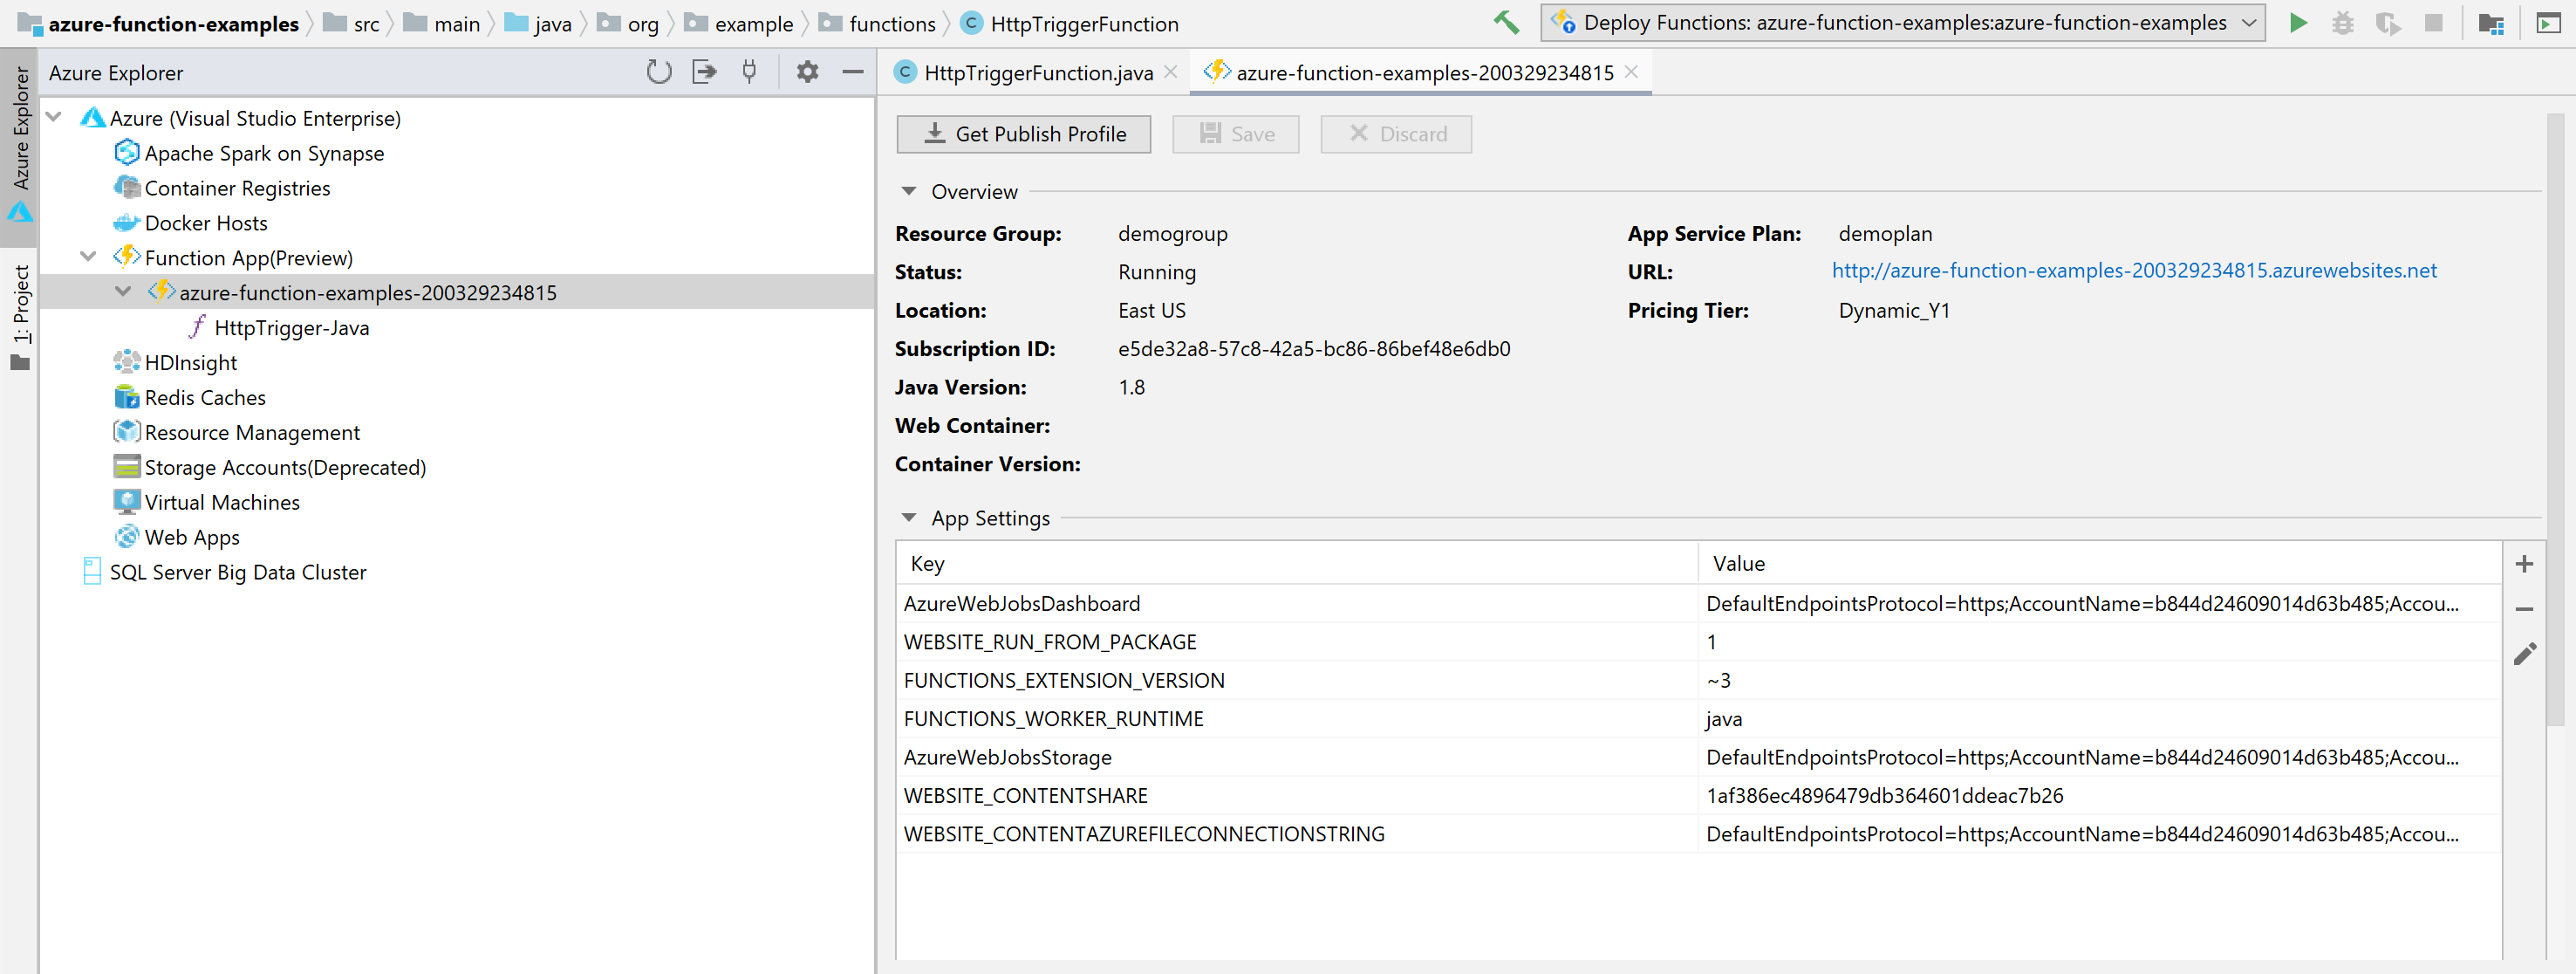 azure-function-examples src main java org example functions HttpTriggerFunction Deploy Functions: azure-function-examples:azure-function-examples
Azure Explorer
1: Project
Azure Explorer
Azure (Visual Studio Enterprise)
Apache Spark on Synapse
Container Registries
Docker Hosts
Function App(Preview)
azure-function-examples-200329234815
HttpTrigger-Java
HDInsight
Redis Caches
Resource Management
Storage Accounts(Deprecated)
Virtual Machines
Web Apps
SQL Server Big Data Cluster
HttpTriggerFunction.java azure-function-examples-200329234815
Get Publish Profile Save Discard
Overview
Resource Group: demogroup App Service Plan: demoplan
Status: Running URL: http://azure-function-examples-200329234815.azurewebsites.net
Location: East US Pricing Tier: Dynamic_Y1
Subscription ID: e5de32a8-57c8-42a5-bc86-86bef48e6db0
Java Version: 1.8
Web Container:
Container Version:
App Settings
Key Value
AzureWebJobsDashboard DefaultEndpointsProtocol=https;AccountName=b844d24609014d63b485;Accou...
WEBSITE_RUN_FROM_PACKAGE 1
FUNCTIONS_EXTENSION_VERSION ~3
FUNCTIONS_WORKER_RUNTIME java
AzureWebJobsStorage DefaultEndpointsProtocol=https;AccountName=b844d24609014d63b485;Accou...
WEBSITE_CONTENTSHARE 1af386ec4896479db364601ddeac7b26
WEBSITE_CONTENTAZUREFILECONNECTIONSTRING DefaultEndpointsProtocol=https;AccountName=b844d24609014d63b485;Accou...